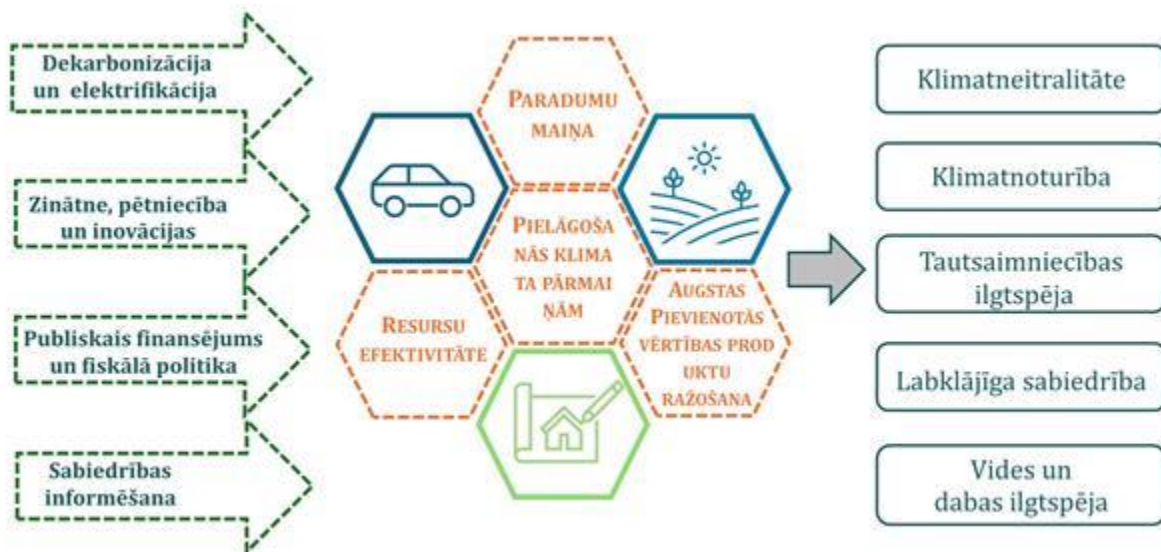 Dekarbonizācija
un elektrifikācija
Zinātne, pētniecība
un inovācijas
Publiskais finansējums
un fiskālā politika
Sabiedrības
informēšana
PARADUMU
MAIŅA
PIELĀGOŠA
NĀS KLIMA
TA PĀRMAI
ŅĀM
RESURSU
EFEKTIVITĀTE
AUGSTAS
PIEVIENOTĀS
VĒRTĪBAS PROD
UKTU
RAŽOŠANA
Klimatneitralitāte
Klimatnoturība
Tautsaimniecības
ilgtspēja
Labklājīga sabiedrība
Vides un
dabas ilgtspēja